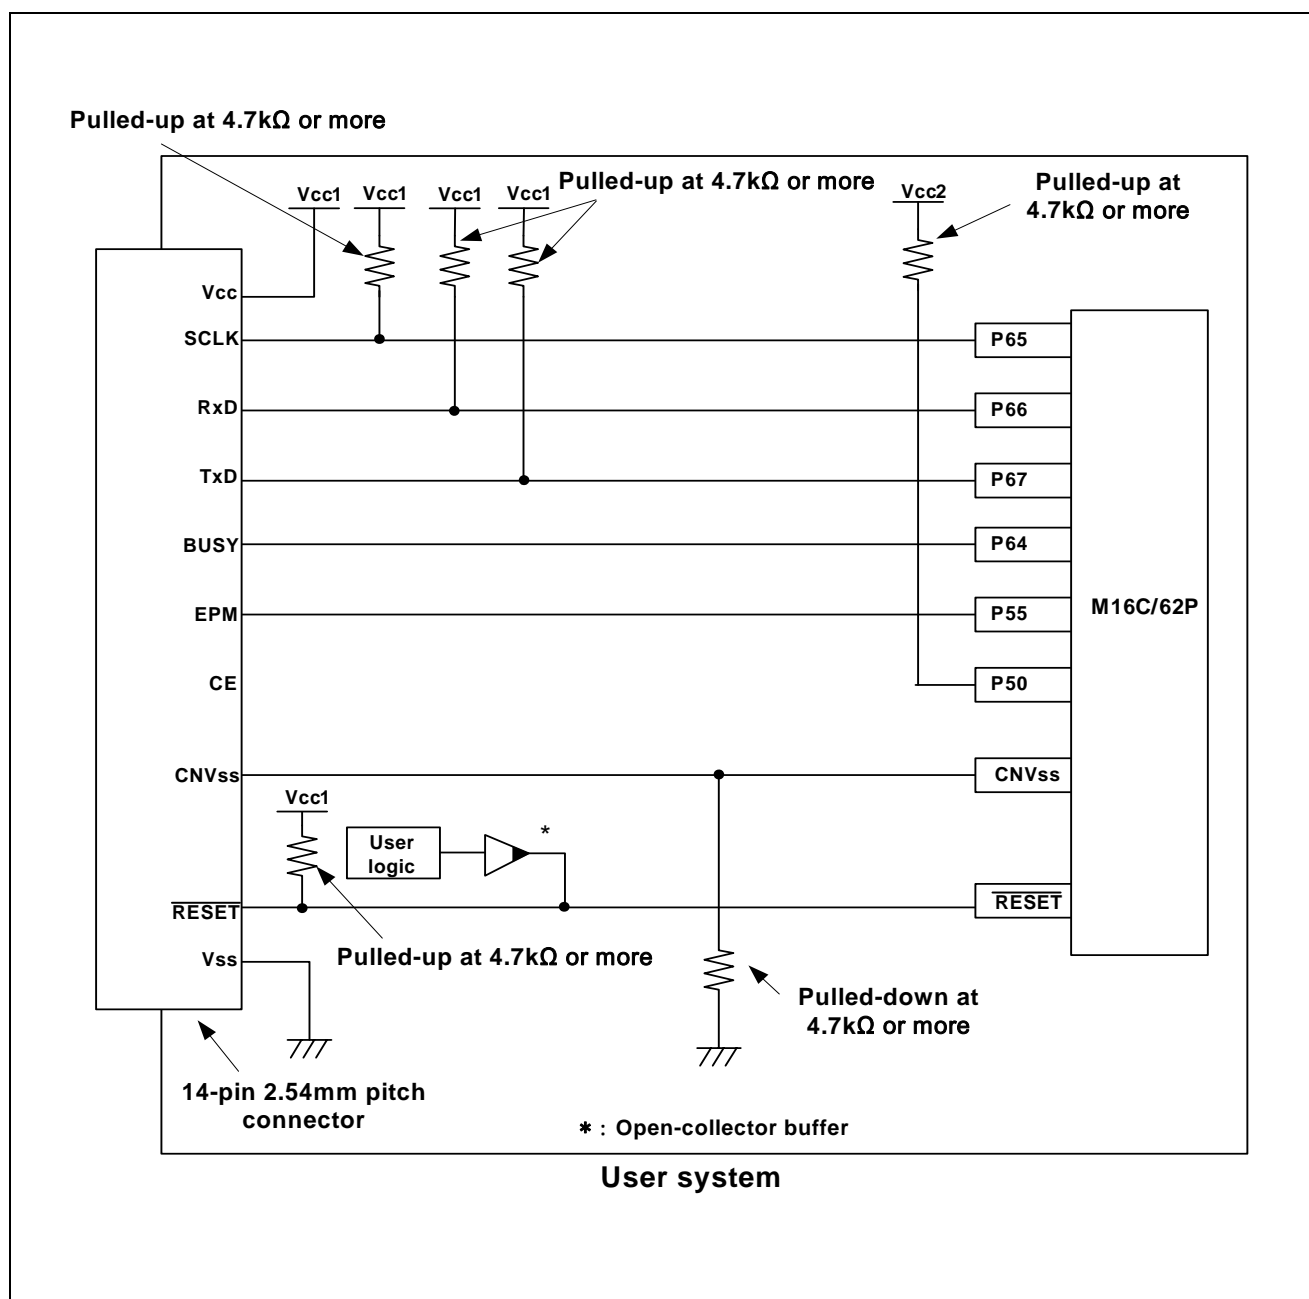 Pulled-up at 4.7kΩ or more
Vcc1
Vcc1
Vcc1
Vcc1
Pulled-up at 4.7kΩ or more
Vcc2
Pulled-up at
4.7kΩ or more
Vcc
SCLK
P65
RxD
P66
TxD
P67
BUSY
P64
EPM
P55
M16C/62P
CE
P50
CNVss
CNVss
Vcc1
User
logic
*
RESET
RESET
Vss
Pulled-up at 4.7kΩ or more
Pulled-down at
4.7kΩ or more
14-pin 2.54mm pitch
connector
* : Open-collector buffer
User system